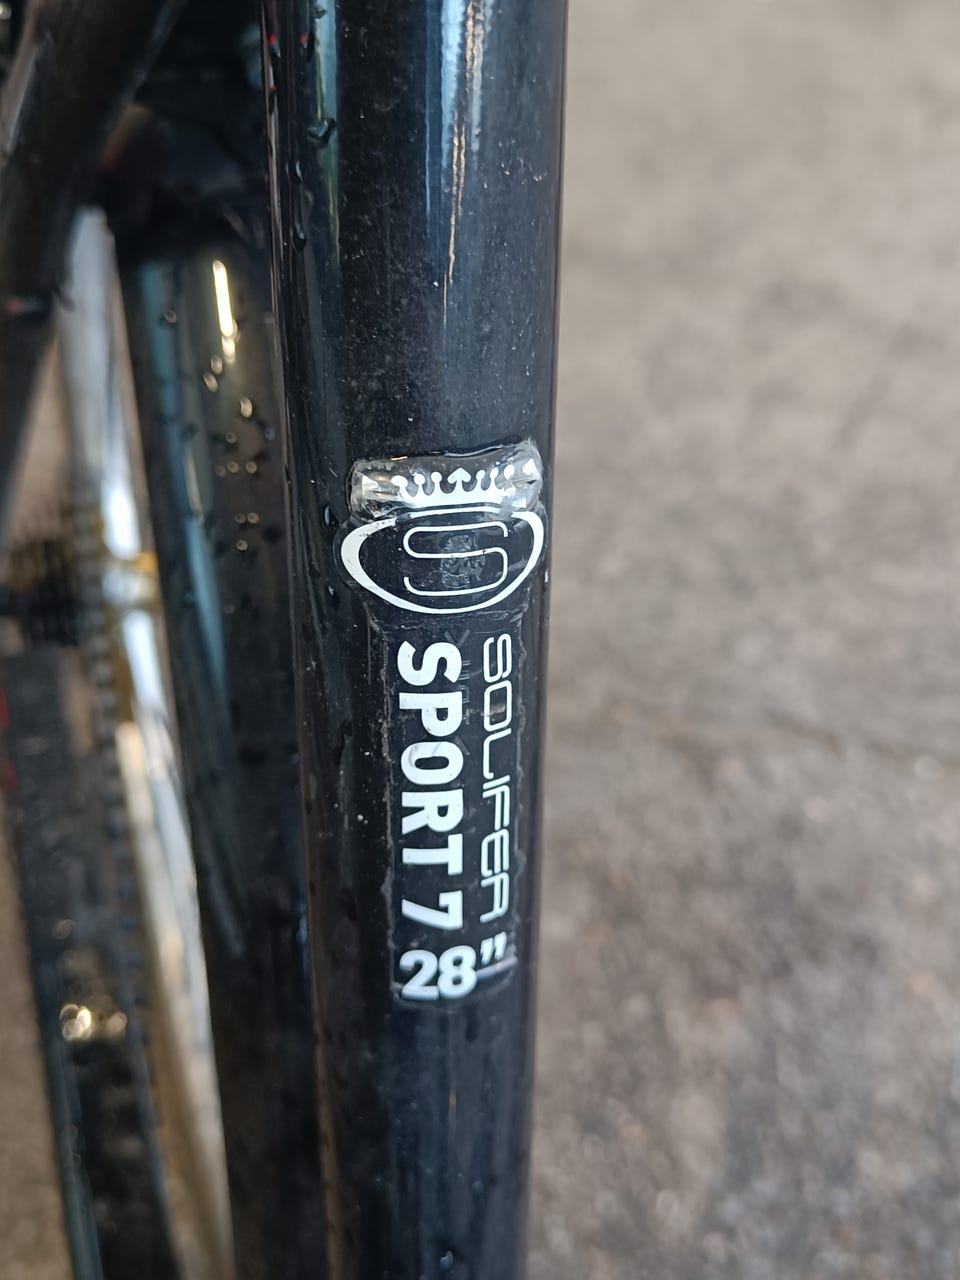 S
SOLIFER
SPORT 7
28"